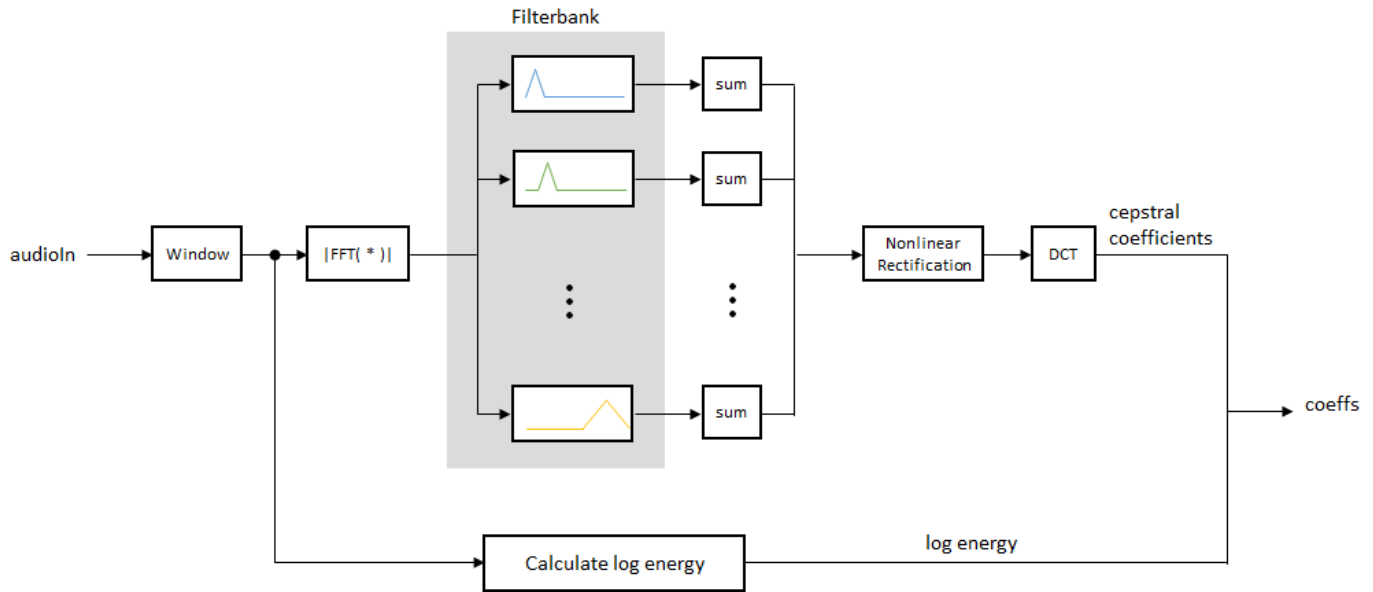 Filterbank
sum
sum
cepstral
coefficients
audioIn
Window
|FFT( * )|
Nonlinear
Rectification
DCT
sum
coeffs
log energy
Calculate log energy